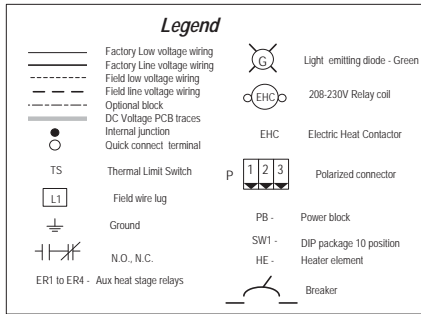 Legend
Factory Low voltage wiring
Factory Line voltage wiring
Field low voltage wiring
Field line voltage wiring
Optional block
DC Voltage PCB traces
Internal junction
Quick connect terminal
TS Thermal Limit Switch
L1 Field wire lug
Ground
N.O., N.C.
ER1 to ER4 - Aux heat stage relays
G Light emitting diode - Green
EHC 208-230V Relay coil
EHC Electric Heat Contactor
P 1 2 3 Polarized connector
PB - Power block
SW1 - DIP package 10 position
HE - Heater element
Breaker